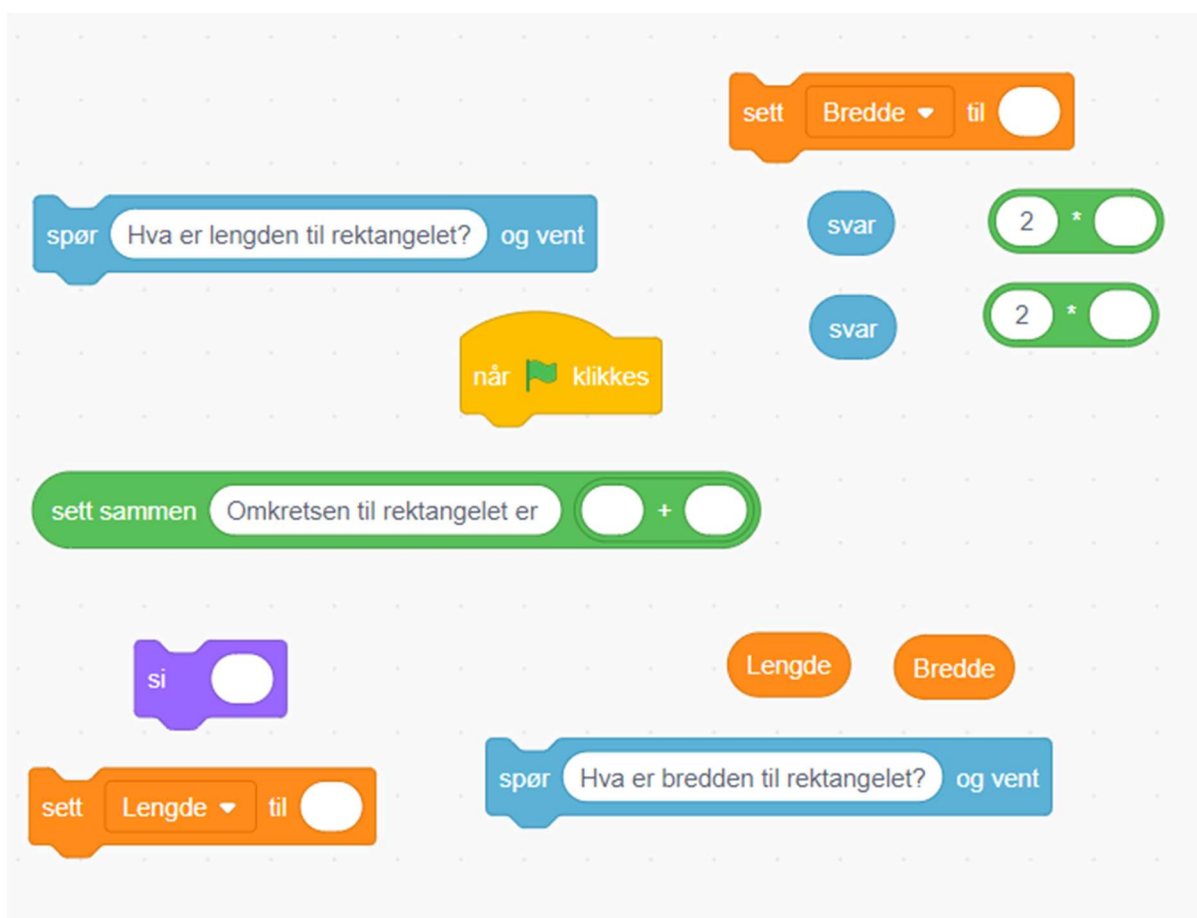 sett Bredde til
spør Hva er lengden til rektangelet? og vent
svar
2 *
svar
2 *
når klikkes
sett sammen Omkretsen til rektangelet er +
si
Lengde
Bredde
spør Hva er bredden til rektangelet? og vent
sett Lengde til